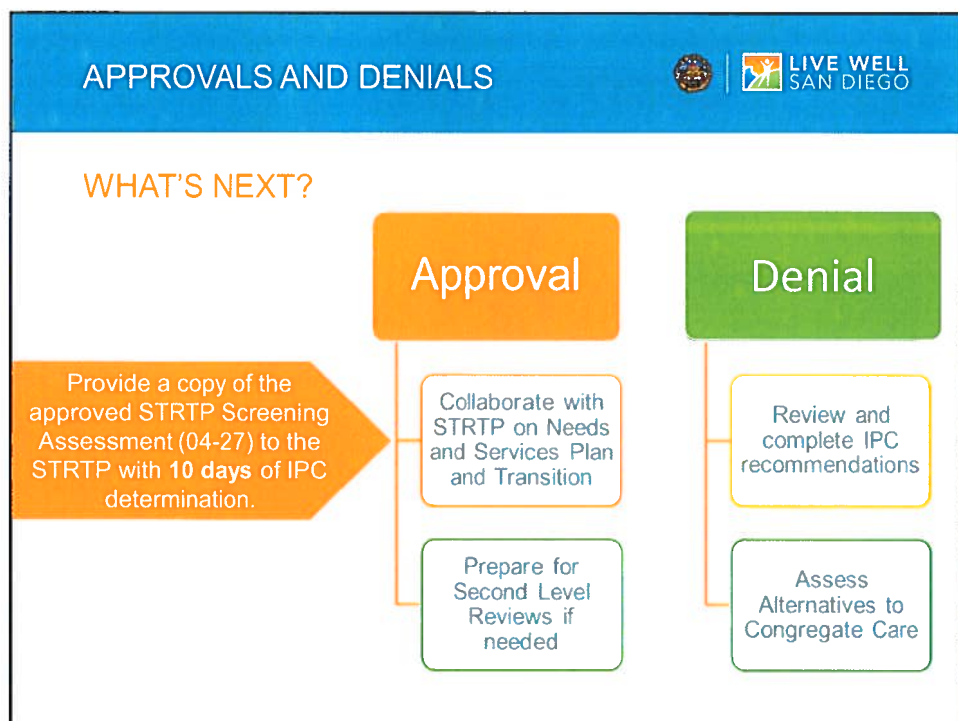 APPROVALS AND DENIALS
LIVE WELL
SAN DIEGO
WHAT'S NEXT?
Provide a copy of the
approved STRTP Screening
Assessment (04-27) to the
STRTP with 10 days of IPC
determination.
Approval
Collaborate with
STRTP on Needs
and Services Plan
and Transition
Prepare for
Second Level
Reviews if
needed
Denial
Review and
complete IPC
recommendations
Assess
Alternatives to
Congregate Care